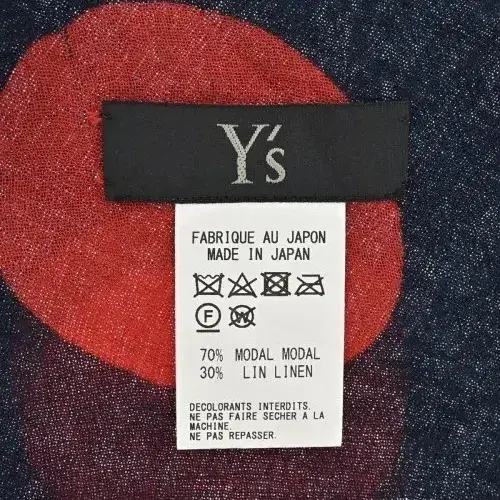 Y's
FABRIQUE AU JAPON
MADE IN JAPAN
F W
70% MODAL MODAL
30% LIN LINEN
DECOLORANTS INTERDITS.
NE PAS FAIRE SECHER A LA
MACHINE.
NE PAS REPASSER.